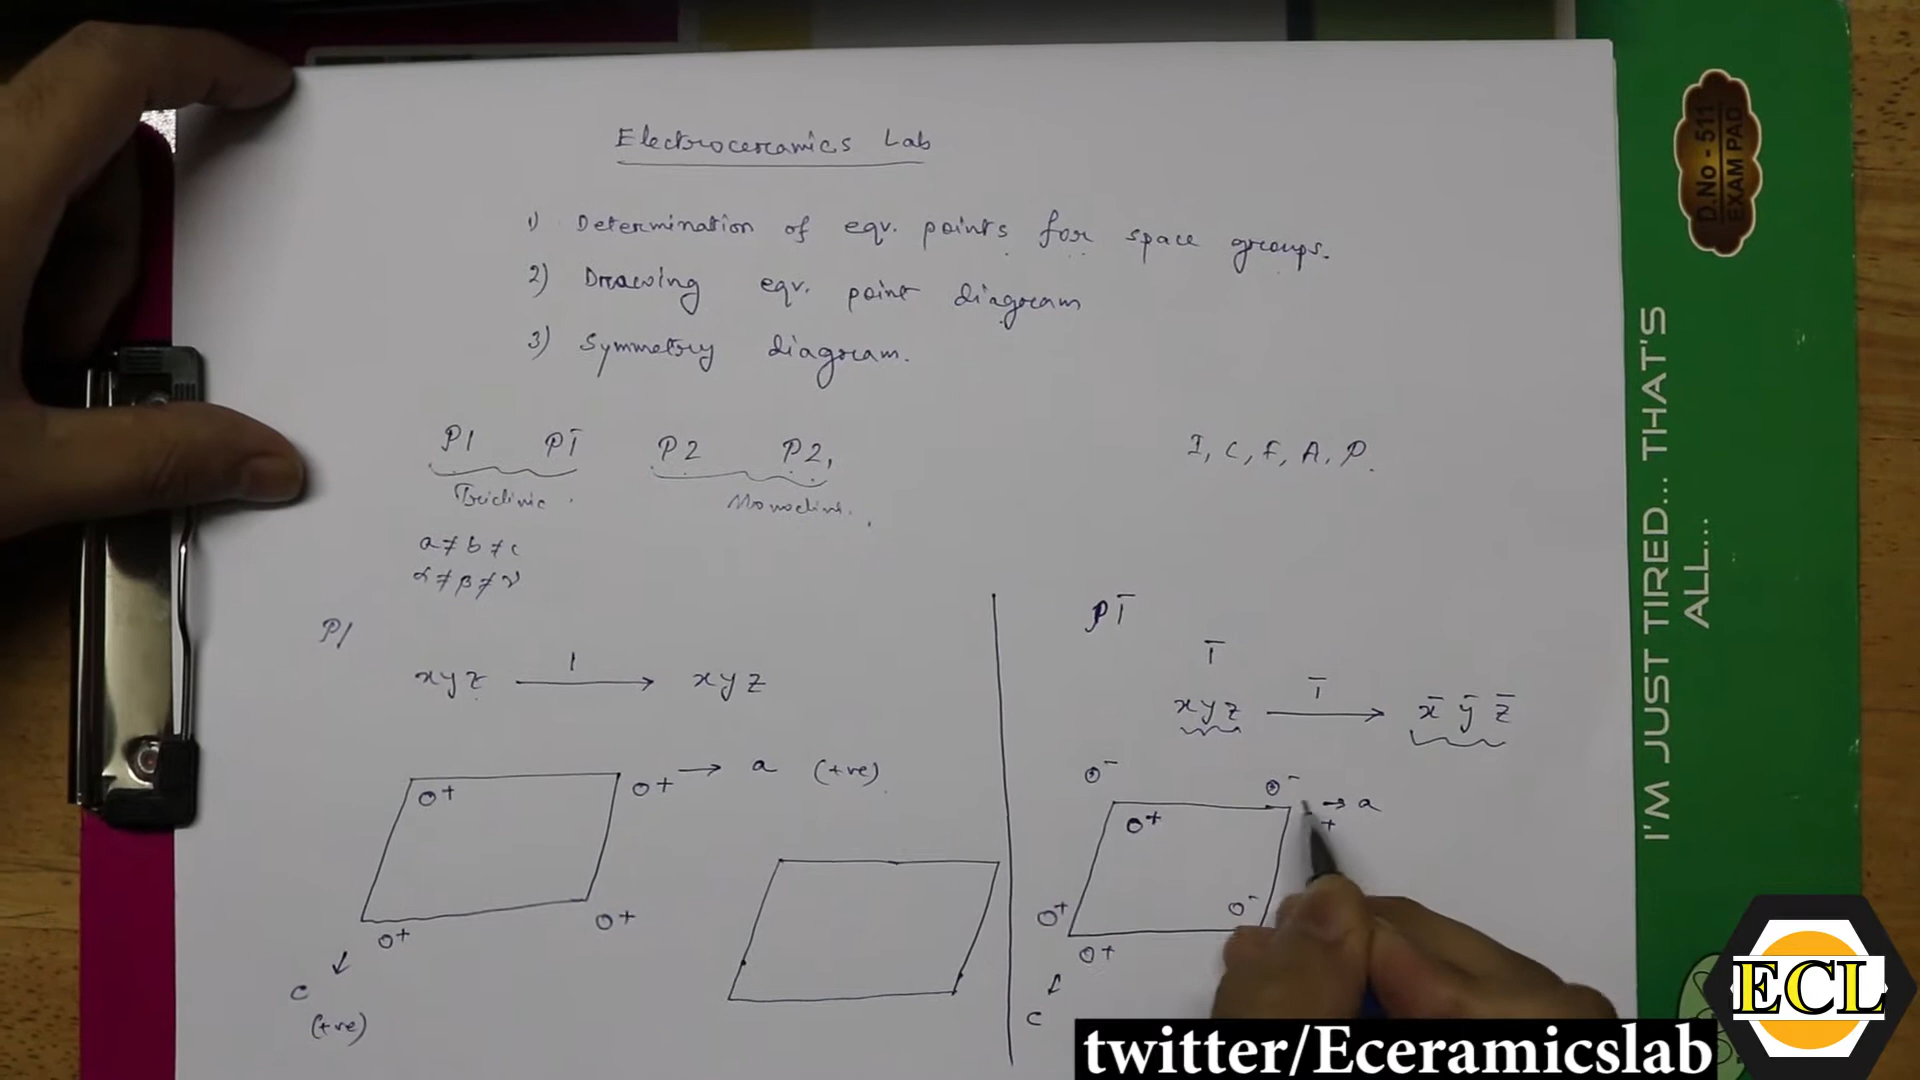 Electroceramics Lab
1) Determination of eqv. points for space groups.
2) Drawing eqv. point diagram
3) Symmetry diagram.
P1 P1̅ P2 P2₁
I, C, F, A, P.
Triclinic. Monoclini.
a≠b≠c
α≠β≠γ
P1
xyz 1 → xyz
P1̅
1̅
xyz 1̅ → x̅ y̅ z̅
O+ O+ → a (+ve)
O+ O+
↓
c
(+ve)
O- O- → a
O+ +
O+ O-
O+
↓
c
D.No - 511
EXAM PAD
I'M JUST TIRED... THAT'S
ALL...
ECL
twitter/Eceramicslab